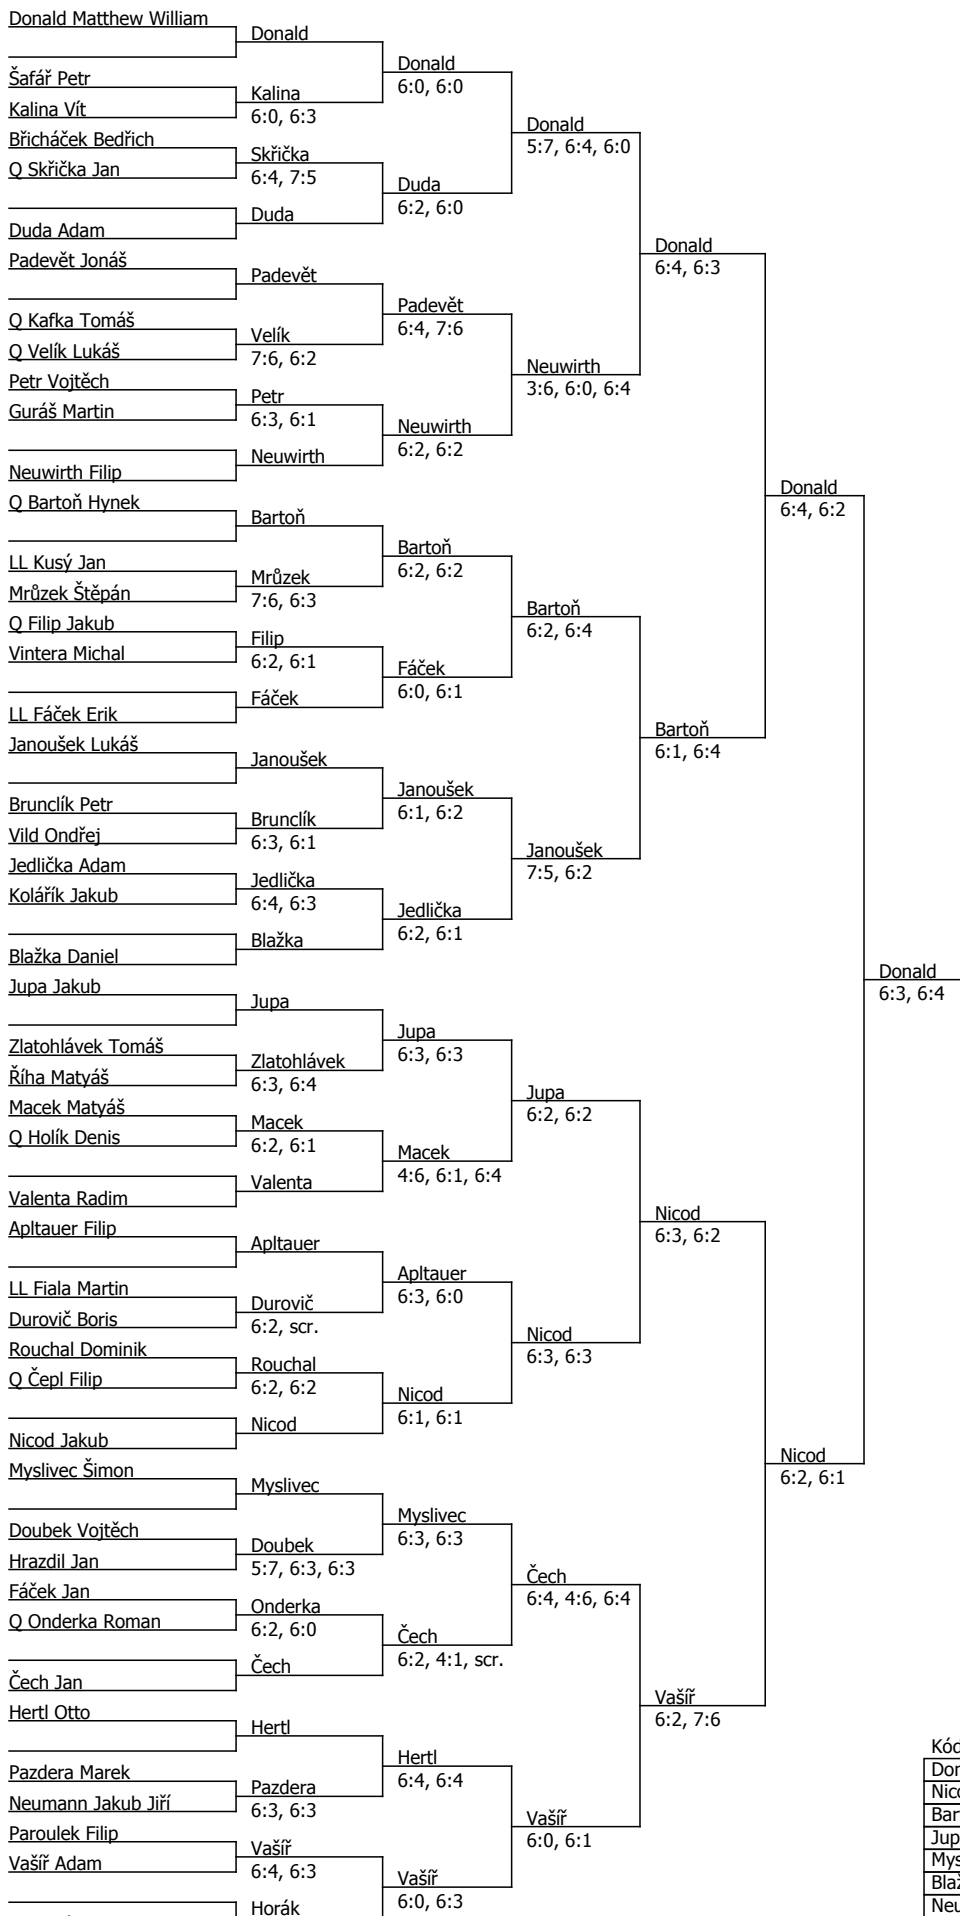 Donald Matthew William
Šafář Petr
Kalina Vít
Břicháček Bedřich
Q Skřička Jan
Duda Adam
Padevět Jonáš
Q Kafka Tomáš
Q Velík Lukáš
Petr Vojtěch
Guráš Martin
Neuwirth Filip
Q Bartoň Hynek
LL Kusý Jan
Mrůzek Štěpán
Q Filip Jakub
Vintera Michal
LL Fáček Erik
Janoušek Lukáš
Brunclík Petr
Vild Ondřej
Jedlička Adam
Kolářík Jakub
Blažka Daniel
Jupa Jakub
Zlatohlávek Tomáš
Říha Matyáš
Macek Matyáš
Q Holík Denis
Valenta Radim
Apltauer Filip
LL Fiala Martin
Durovič Boris
Rouchal Dominik
Q Čepl Filip
Nicod Jakub
Myslivec Šimon
Doubek Vojtěch
Hrazdil Jan
Fáček Jan
Q Onderka Roman
Čech Jan
Hertl Otto
Pazdera Marek
Neumann Jakub Jiří
Paroulek Filip
Vašíř Adam
Donald
Kalina
6:0, 6:3
Skřička
6:4, 7:5
Duda
Padevět
Velík
7:6, 6:2
Petr
6:3, 6:1
Neuwirth
Bartoň
Mrůzek
7:6, 6:3
Filip
6:2, 6:1
Fáček
Janoušek
Brunclík
6:3, 6:1
Jedlička
6:4, 6:3
Blažka
Jupa
Zlatohlávek
6:3, 6:4
Macek
6:2, 6:1
Valenta
Apltauer
Durovič
6:2, scr.
Rouchal
6:2, 6:2
Nicod
Myslivec
Doubek
5:7, 6:3, 6:3
Onderka
6:2, 6:0
Čech
Hertl
Pazdera
6:3, 6:3
Vašíř
6:4, 6:3
Horák
Donald
6:0, 6:0
Duda
6:2, 6:0
Padevět
6:4, 7:6
Neuwirth
6:2, 6:2
Bartoň
6:2, 6:2
Fáček
6:0, 6:1
Janoušek
6:1, 6:2
Jedlička
6:2, 6:1
Jupa
6:3, 6:3
Macek
4:6, 6:1, 6:4
Apltauer
6:3, 6:0
Nicod
6:1, 6:1
Myslivec
6:3, 6:3
Čech
6:2, 4:1, scr.
Hertl
6:4, 6:4
Vašíř
6:0, 6:3
Donald
5:7, 6:4, 6:0
Neuwirth
3:6, 6:0, 6:4
Bartoň
6:2, 6:4
Janoušek
7:5, 6:2
Jupa
6:2, 6:2
Nicod
6:3, 6:3
Čech
6:4, 4:6, 6:4
Vašíř
6:0, 6:1
Donald
6:4, 6:3
Bartoň
6:1, 6:4
Nicod
6:3, 6:2
Vašíř
6:2, 7:6
Donald
6:4, 6:2
Nicod
6:2, 6:1
Donald
6:3, 6:4